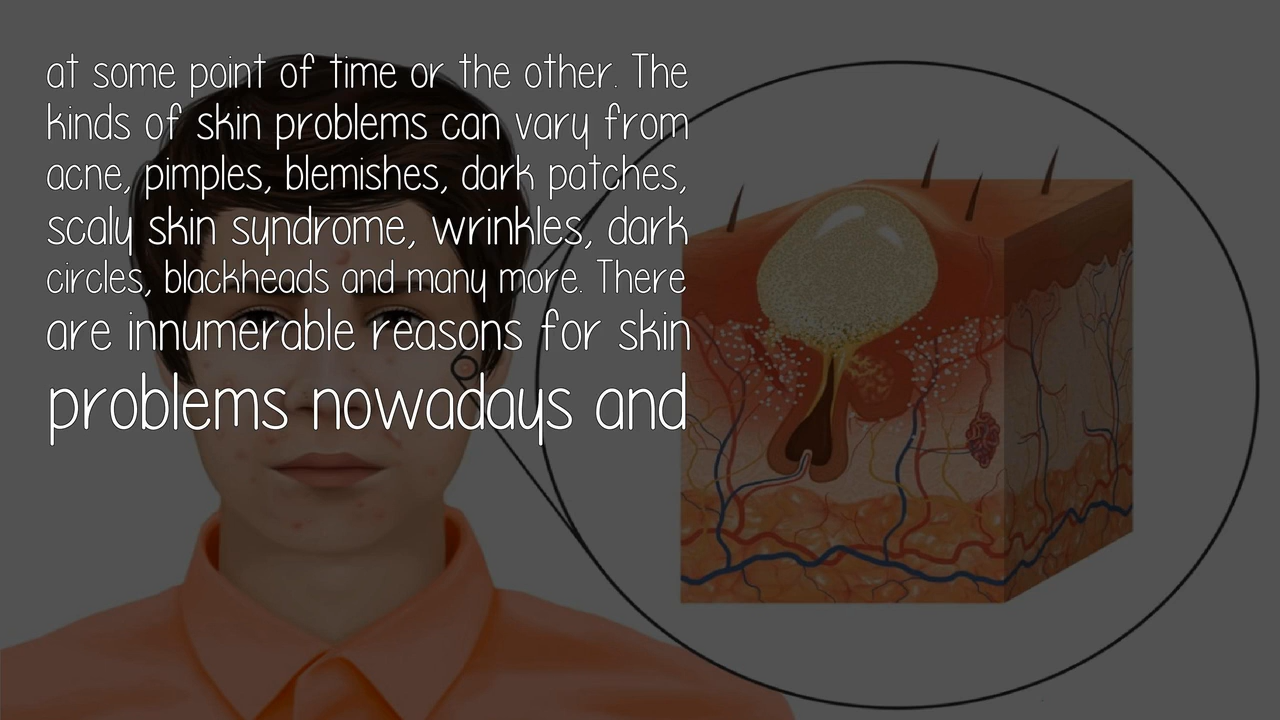 at some point of time or the other. The
kinds of skin problems can vary from
acne, pimples, blemishes, dark patches,
scaly skin syndrome, wrinkles, dark
circles, blackheads and many more. There
are innumerable reasons for skin
problems nowadays and